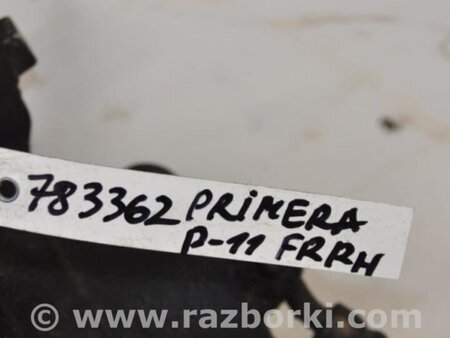 783362 PRIMERA
P-11 FRRH
© www.razborki.com